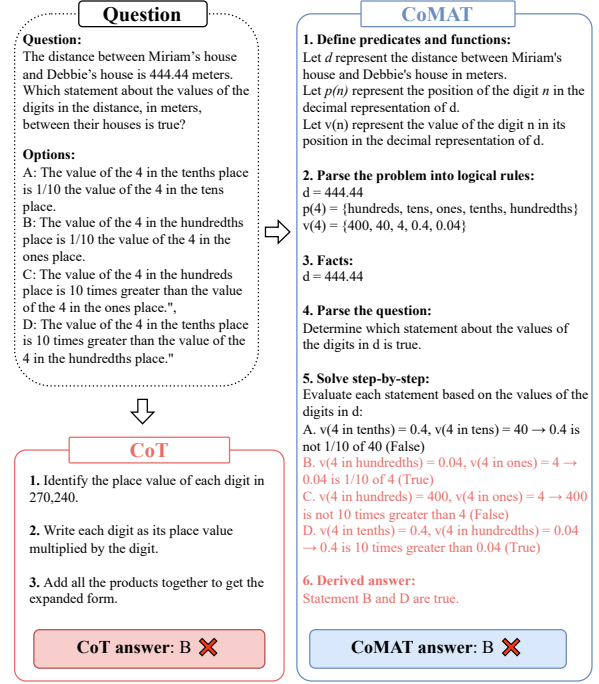 Question
Question:
The distance between Miriam's house
and Debbie's house is 444.44 meters.
Which statement about the values of the
digits in the distance, in meters,
between their houses is true?
Options:
A: The value of the 4 in the tenths place
is 1/10 the value of the 4 in the tens
place.
B: The value of the 4 in the hundredths
place is 1/10 the value of the 4 in the
ones place.
C: The value of the 4 in the hundreds
place is 10 times greater than the value
of the 4 in the ones place.",
D: The value of the 4 in the tenths place
is 10 times greater than the value of the
4 in the hundredths place."
CoT
1. Identify the place value of each digit in
270,240.
2. Write each digit as its place value
multiplied by the digit.
3. Add all the products together to get the
expanded form.
CoT answer: B
CoMAT
1. Define predicates and functions:
Let d represent the distance between Miriam's
house and Debbie's house in meters.
Let p(n) represent the position of the digit n in the
decimal representation of d.
Let v(n) represent the value of the digit n in its
position in the decimal representation of d.
2. Parse the problem into logical rules:
d = 444.44
p(4) = {hundreds, tens, ones, tenths, hundredths}
v(4) = {400, 40, 4, 0.4, 0.04}
3. Facts:
d = 444.44
4. Parse the question:
Determine which statement about the values of
the digits in d is true.
5. Solve step-by-step:
Evaluate each statement based on the values of the
digits in d:
A. v(4 in tenths) = 0.4, v(4 in tens) = 40 → 0.4 is
not 1/10 of 40 (False)
B. v(4 in hundredths) = 0.04, v(4 in ones) = 4 →
0.04 is 1/10 of 4 (True)
C. v(4 in hundreds) = 400, v(4 in ones) = 4 → 400
is not 10 times greater than 4 (False)
D. v(4 in tenths) = 0.4, v(4 in hundredths) = 0.04
→ 0.4 is 10 times greater than 0.04 (True)
6. Derived answer:
Statement B and D are true.
CoMAT answer: B